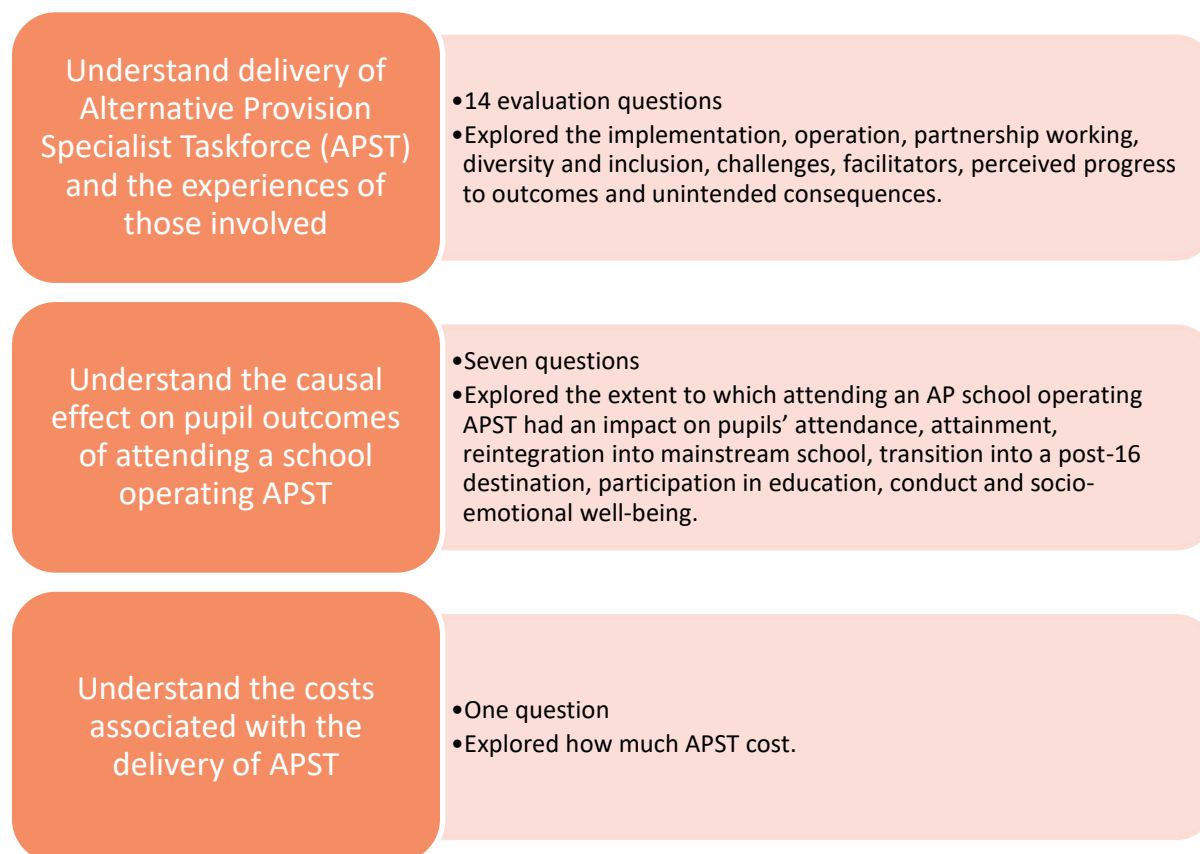 Understand delivery of
Alternative Provision
Specialist Taskforce (APST)
and the experiences of
those involved
•14 evaluation questions
•Explored the implementation, operation, partnership working,
diversity and inclusion, challenges, facilitators, perceived progress
to outcomes and unintended consequences.
Understand the causal
effect on pupil outcomes
of attending a school
operating APST
•Seven questions
•Explored the extent to which attending an AP school operating
APST had an impact on pupils’ attendance, attainment,
reintegration into mainstream school, transition into a post-16
destination, participation in education, conduct and socio-
emotional well-being.
Understand the costs
associated with the
delivery of APST
•One question
•Explored how much APST cost.